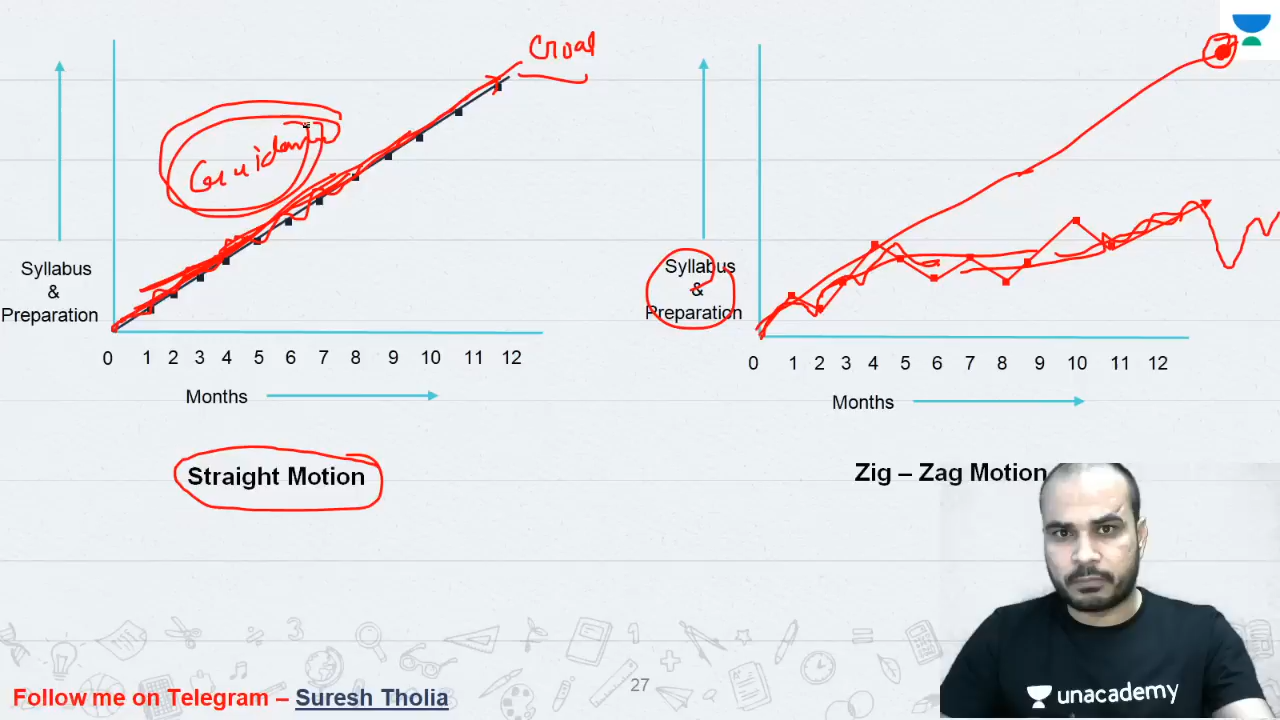 Goal
Guidance
Syllabus
&
Preparation
0 1 2 3 4 5 6 7 8 9 10 11 12
Months
Straight Motion
Syllabus
&
Preparation
0 1 2 3 4 5 6 7 8 9 10 11 12
Months
Zig – Zag Motion
unacademy
Follow me on Telegram – Suresh Tholia
27